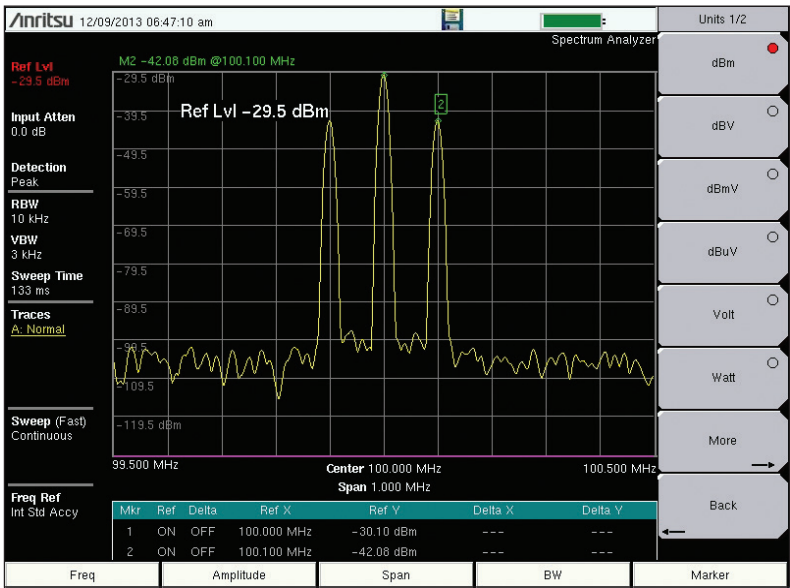 Anritsu 12/09/2013 06:47:10 am
Spectrum Analyzer
Ref Lvl
-29.5 dBm
Input Atten
0.0 dB
Detection
Peak
RBW
10 kHz
VBW
3 kHz
Sweep Time
133 ms
Traces
A: Normal
Sweep (Fast)
Continuous
Freq Ref
Int Std Accy
M2 -42.08 dBm @100.100 MHz
-29.5 dBm
Ref Lvl -29.5 dBm
2
-39.5
-49.5
-59.5
-69.5
-79.5
-89.5
-99.5
-109.5
-119.5 dBm
99.500 MHz Center 100.000 MHz 100.500 MHz
Span 1.000 MHz
Mkr Ref Delta Ref X Ref Y Delta X Delta Y
1 ON OFF 100.000 MHz -30.10 dBm --- ---
2 ON OFF 100.100 MHz -42.08 dBm --- ---
Units 1/2
dBm
dBV
dBmV
dBuV
Volt
Watt
More
Back
Freq Amplitude Span BW Marker